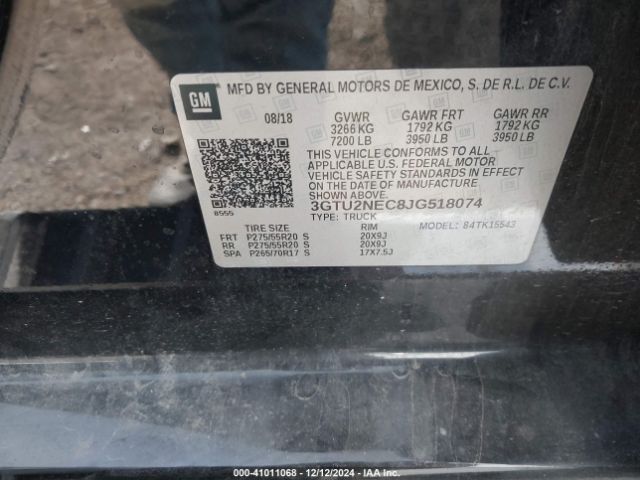 GM
MFD BY GENERAL MOTORS DE MEXICO, S. DE R.L. DE C.V.
08/18 GVWR GAWR FRT GAWR RR
3266 KG 1792 KG 1792 KG
7200 LB 3950 LB 3950 LB
THIS VEHICLE CONFORMS TO ALL
APPLICABLE U.S. FEDERAL MOTOR
VEHICLE SAFETY STANDARDS IN EFFECT
ON THE DATE OF MANUFACTURE
SHOWN ABOVE.
3GTU2NEC8JG518074
8555 TYPE: TRUCK
TIRE SIZE RIM MODEL: 84TK15543
FRT P275/55R20 S 20X9J
RR P275/55R20 S 20X9J
SPA P265/70R17 S 17X7.5J
0-41011068 - 12/12/2024 - IAA Inc.